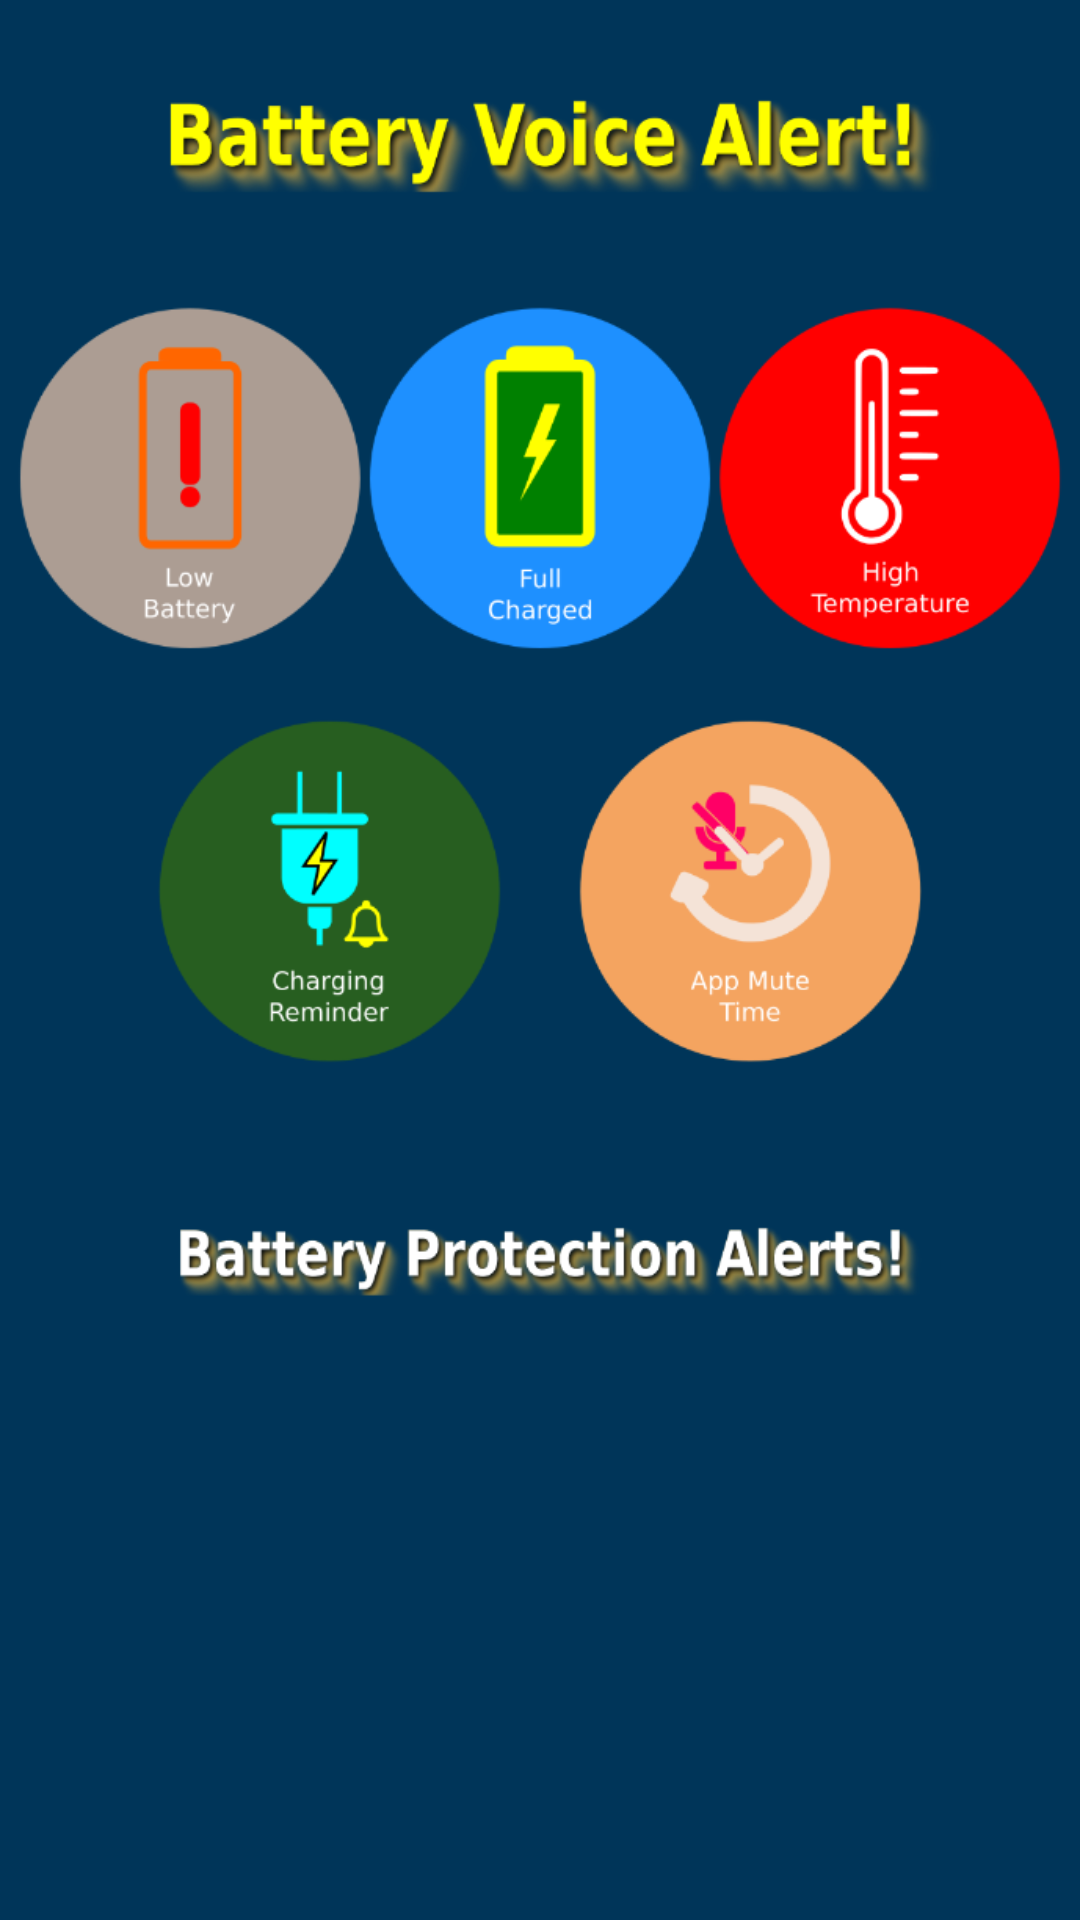 Battery Voice Alert!
Low
Battery
Full
Charged
High
Temperature
Charging
Reminder
App Mute
Time
Battery Protection Alerts!